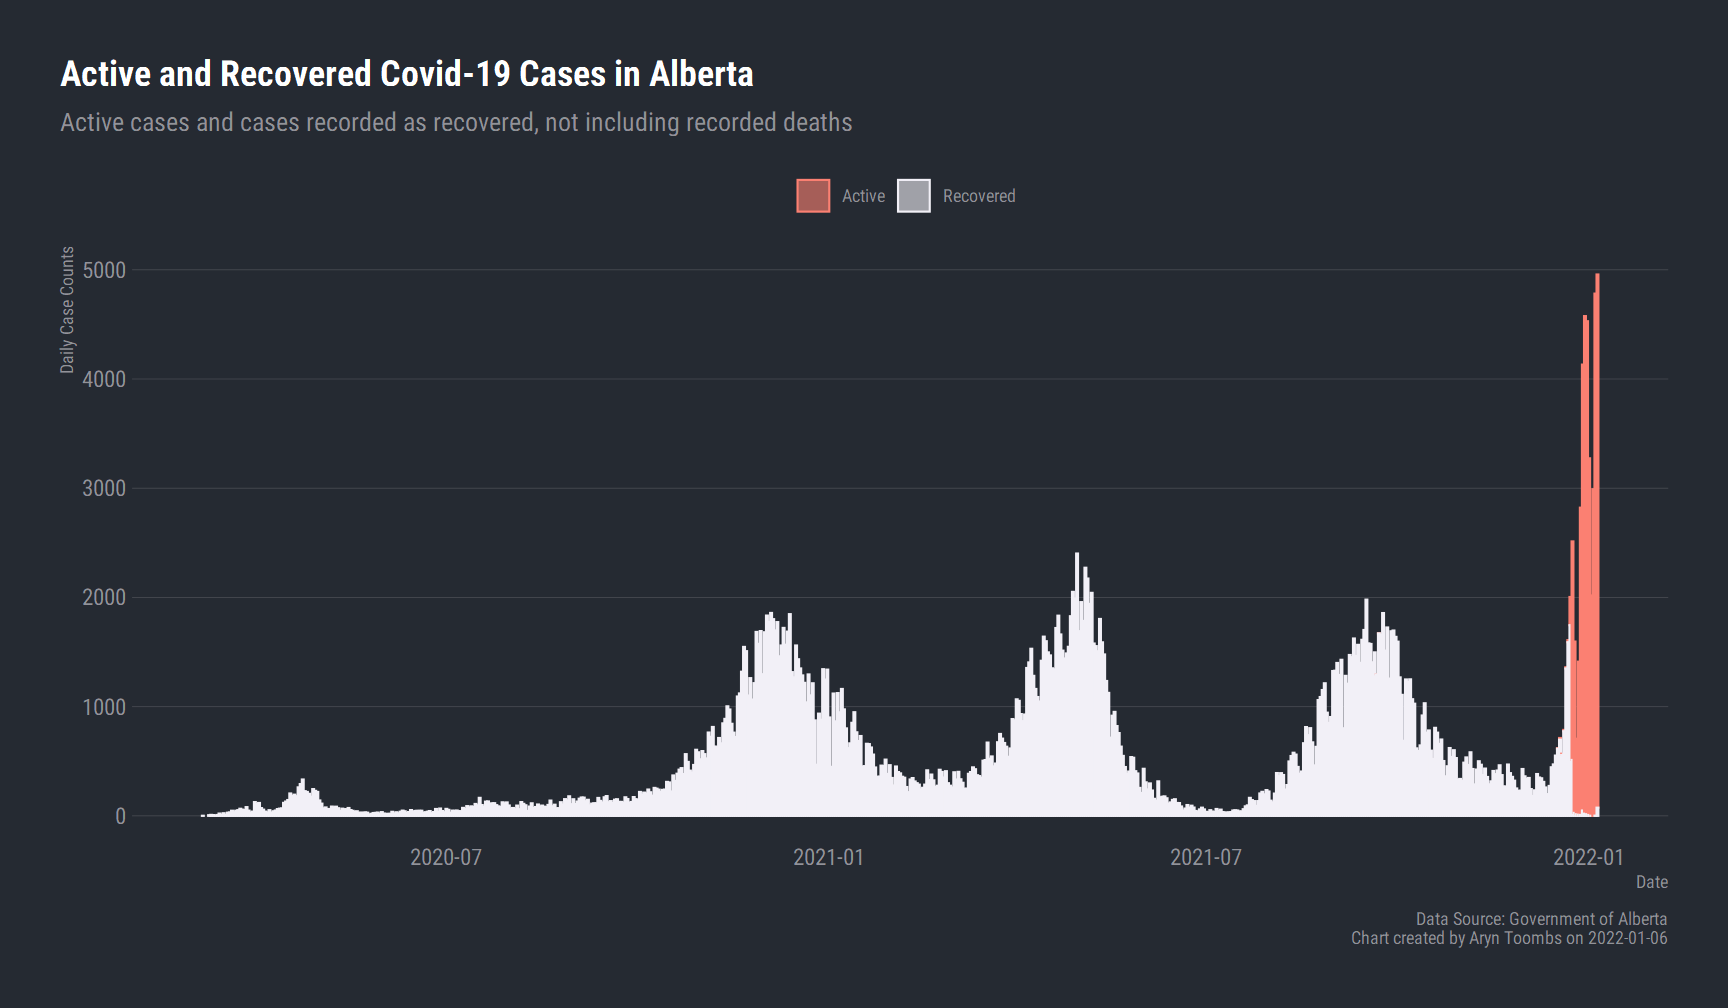 Active and Recovered Covid-19 Cases in Alberta
Active cases and cases recorded as recovered, not including recorded deaths
Active Recovered
Daily Case Counts
5000
4000
3000
2000
1000
0
2020-07 2021-01 2021-07 2022-01
Date
Data Source: Government of Alberta
Chart created by Aryn Toombs on 2022-01-06